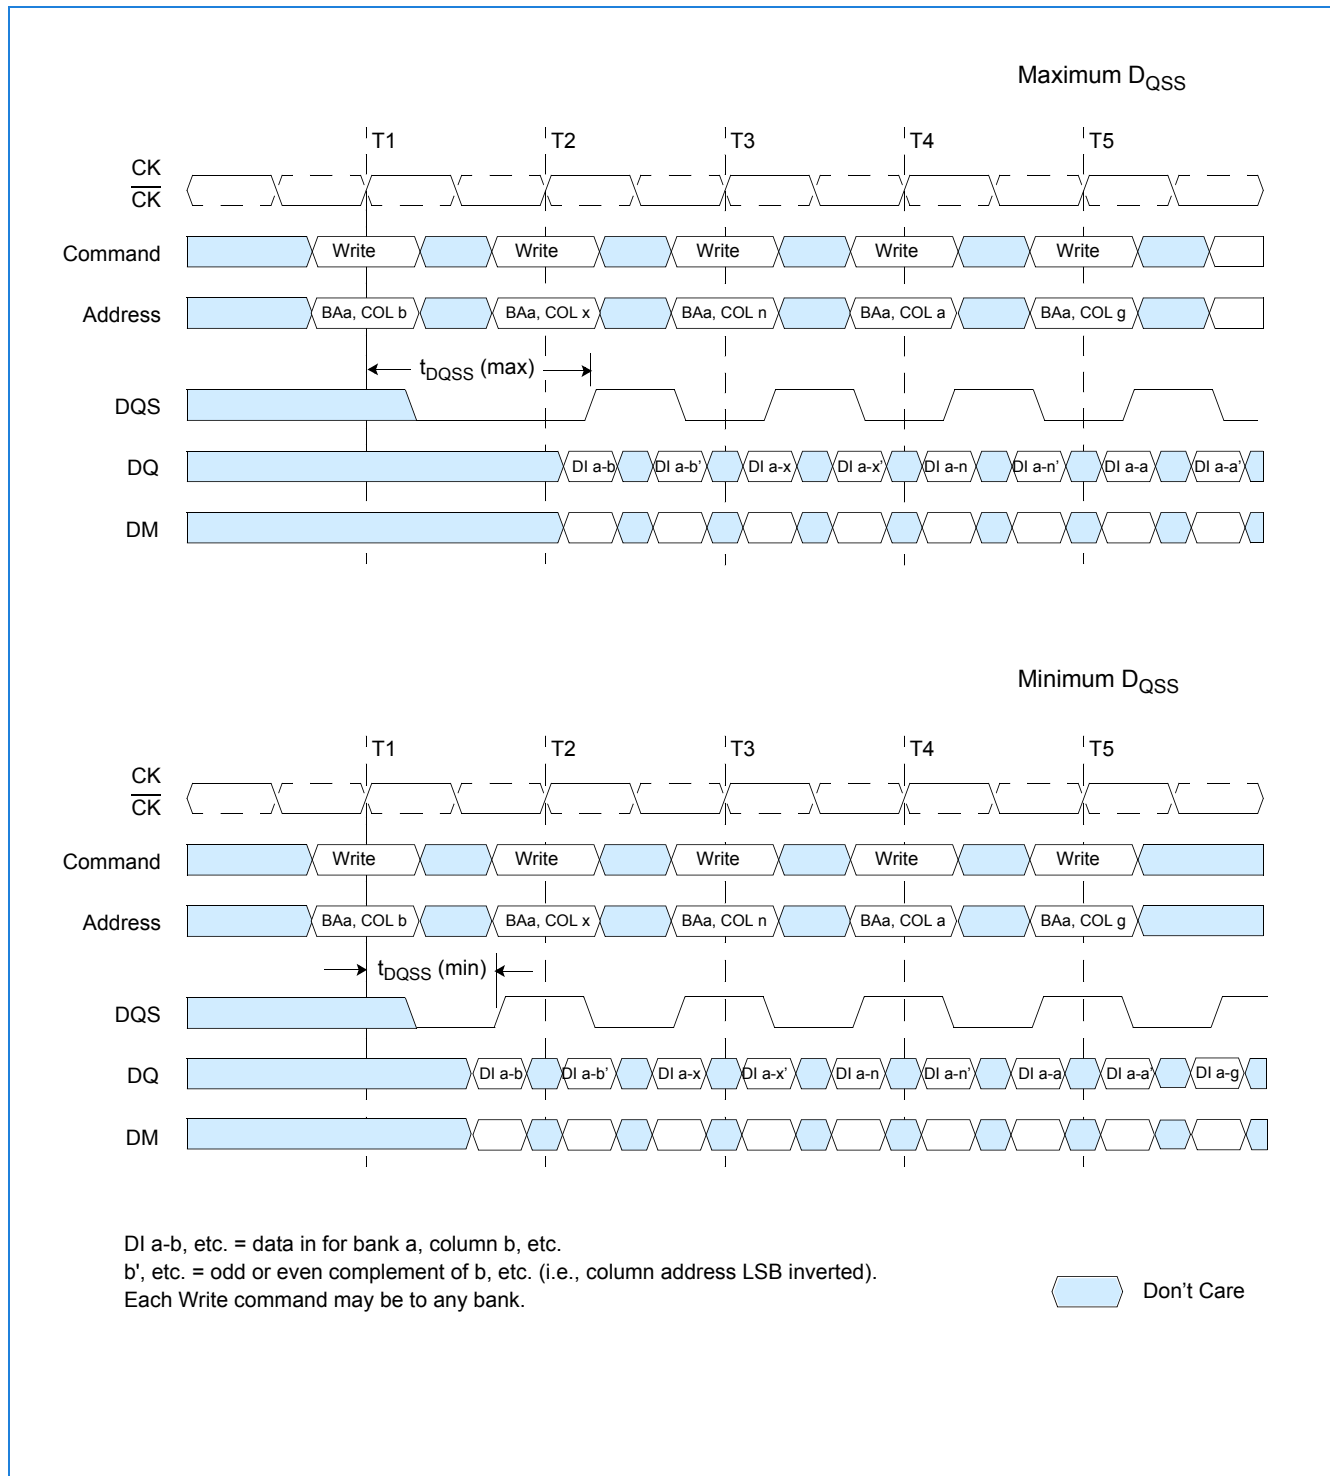 Maximum DQSS
T1 T2 T3 T4 T5
CK
CK
Command Write Write Write Write Write
Address BAa, COL b BAa, COL x BAa, COL n BAa, COL a BAa, COL g
tDQSS (max)
DQS
DQ DI a-b DI a-b’ DI a-x DI a-x’ DI a-n DI a-n’ DI a-a DI a-a’
DM
Minimum DQSS
T1 T2 T3 T4 T5
CK
CK
Command Write Write Write Write Write
Address BAa, COL b BAa, COL x BAa, COL n BAa, COL a BAa, COL g
tDQSS (min)
DQS
DQ DI a-b DI a-b’ DI a-x DI a-x’ DI a-n DI a-n’ DI a-a DI a-a’ DI a-g
DM
DI a-b, etc. = data in for bank a, column b, etc.
b', etc. = odd or even complement of b, etc. (i.e., column address LSB inverted).
Each Write command may be to any bank.
Don't Care